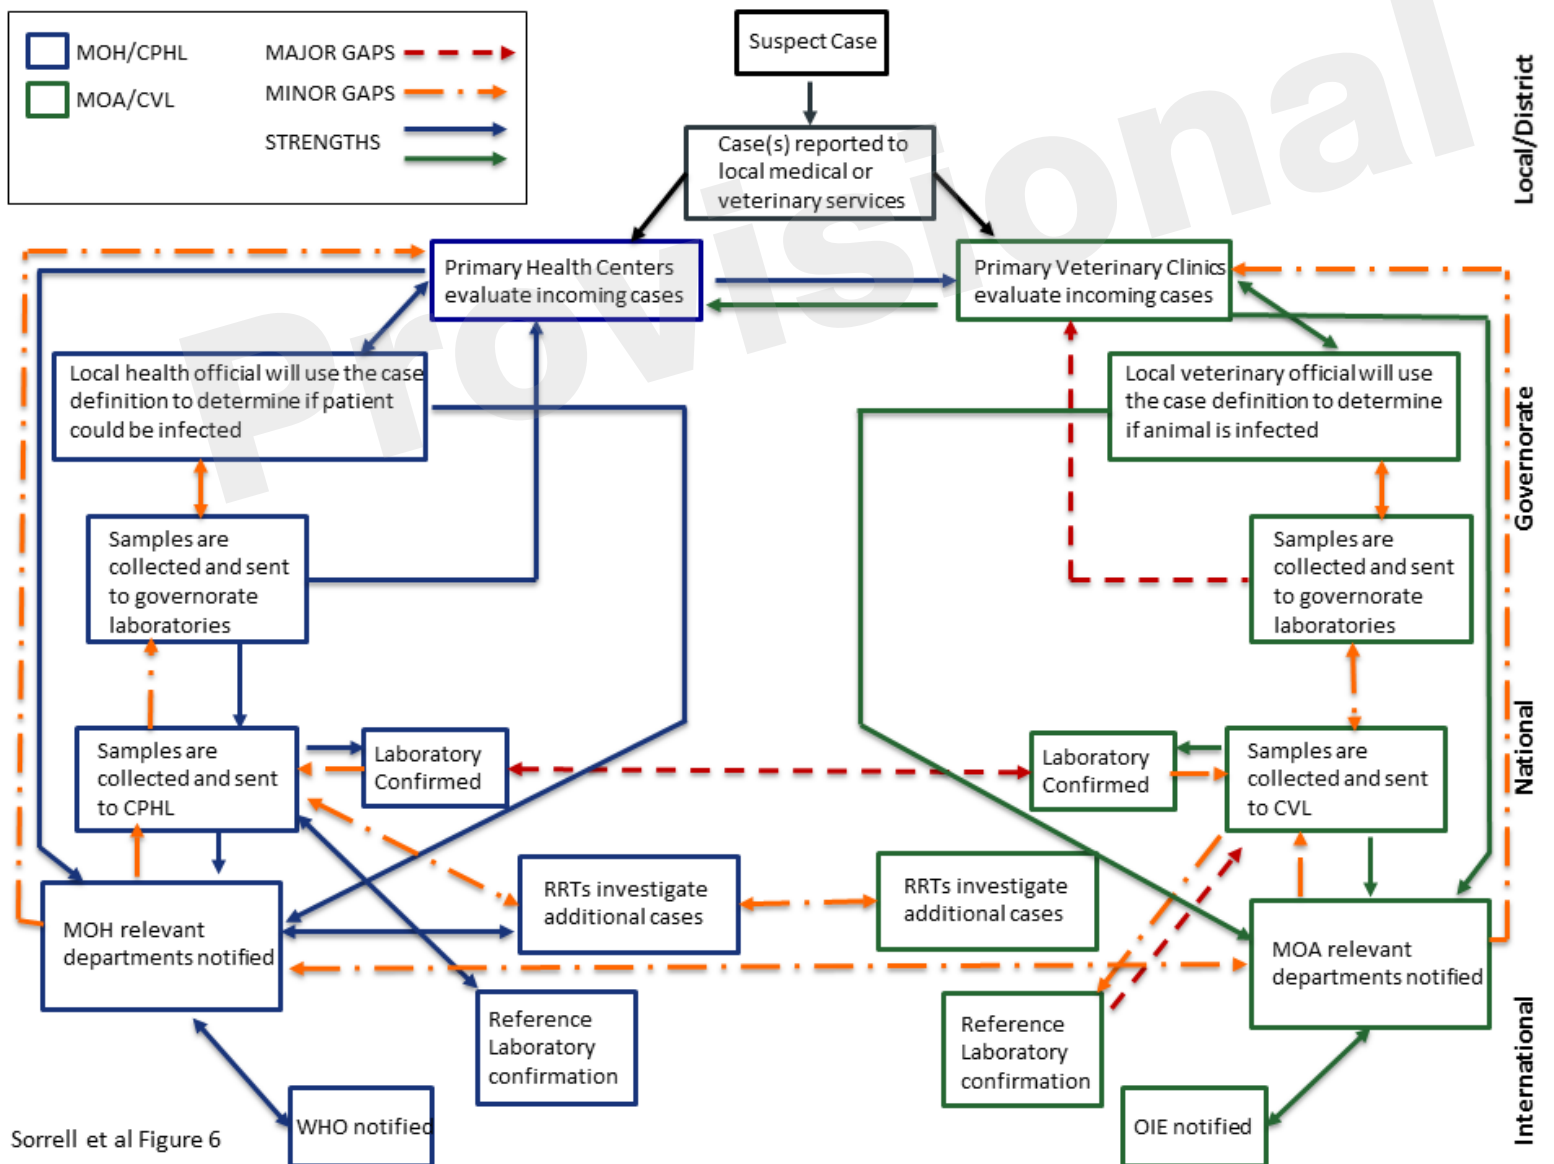 MOH/CPHL
MOA/CVL
MAJOR GAPS
MINOR GAPS
STRENGTHS
Suspect Case
Case(s) reported to
local medical or
veterinary services
Primary Health Centers
evaluate incoming cases
Primary Veterinary Clinics
evaluate incoming cases
Local health official will use the case
definition to determine if patient
could be infected
Local veterinary official will use
the case definition to determine
if animal is infected
Samples are
collected and sent
to governorate
laboratories
Samples are
collected and sent
to governorate
laboratories
Samples are
collected and sent
to CPHL
Laboratory
Confirmed
Laboratory
Confirmed
Samples are
collected and sent
to CVL
RRTs investigate
additional cases
RRTs investigate
additional cases
MOH relevant
departments notified
MOA relevant
departments notified
Reference
Laboratory
confirmation
Reference
Laboratory
confirmation
WHO notified
OIE notified
Local/District
Governorate
National
International
Sorrell et al Figure 6
Provisional